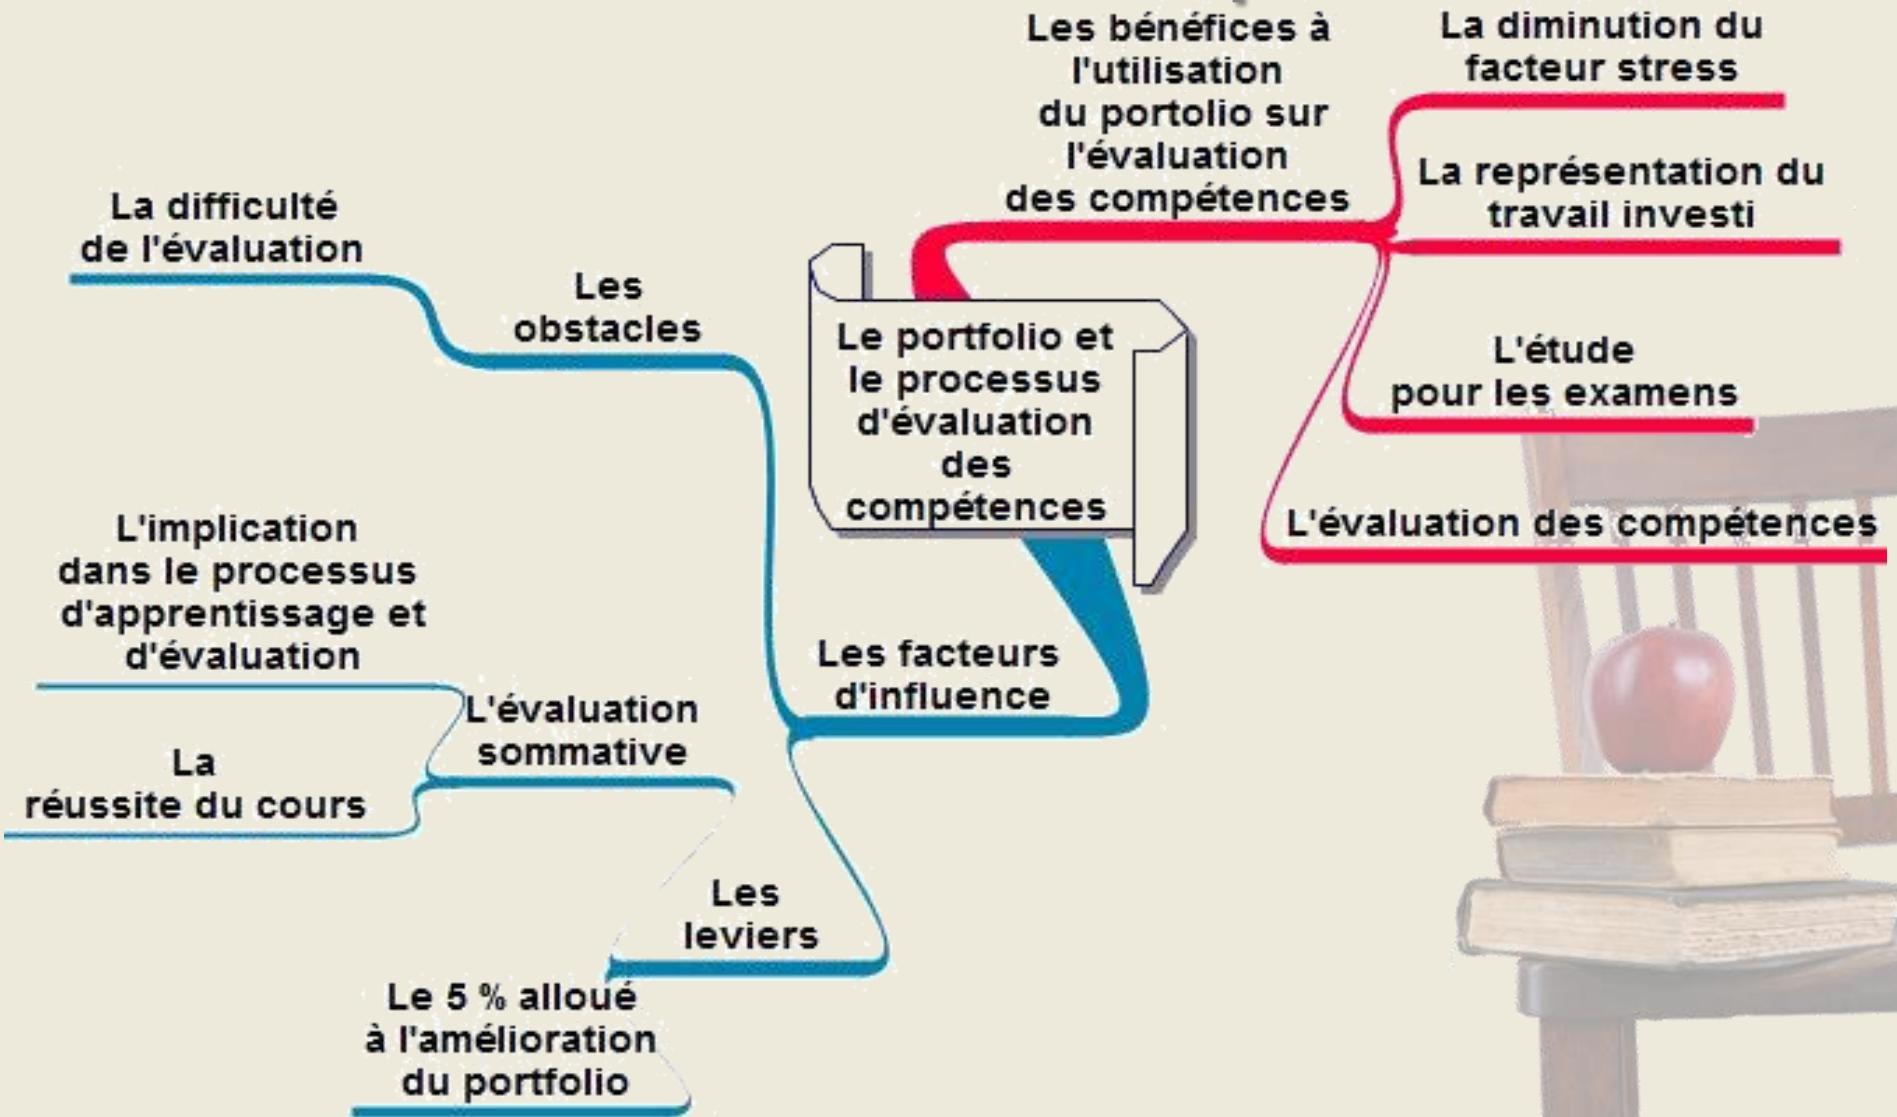 Les bénéfices à
l'utilisation
du portolio sur
l'évaluation
des compétences
La diminution du
facteur stress
La représentation du
travail investi
L'étude
pour les examens
L'évaluation des compétences
Le portfolio et
le processus
d'évaluation
des
compétences
La difficulté
de l'évaluation
Les
obstacles
Les facteurs
d'influence
L'implication
dans le processus
d'apprentissage et
d'évaluation
L'évaluation
sommative
La
réussite du cours
Les
leviers
Le 5 % alloué
à l'amélioration
du portfolio